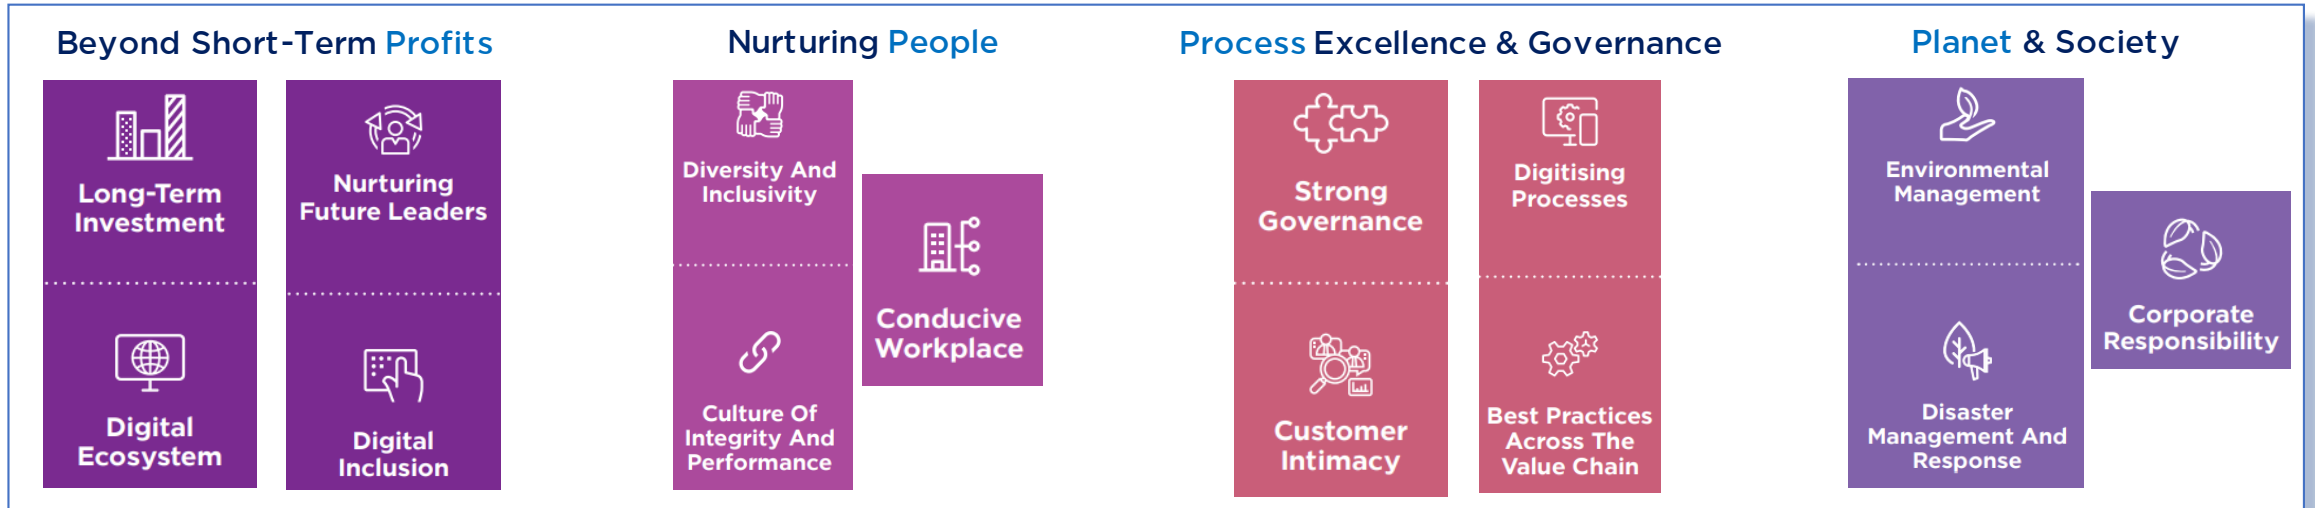 Beyond Short-Term Profits
Long-Term
Investment
Digital
Ecosystem
Nurturing
Future Leaders
Digital
Inclusion
Nurturing People
Diversity And
Inclusivity
Culture Of
Integrity And
Performance
Conducive
Workplace
Process Excellence & Governance
Strong
Governance
Customer
Intimacy
Digitising
Processes
Best Practices
Across The
Value Chain
Planet & Society
Environmental
Management
Disaster
Management And
Response
Corporate
Responsibility